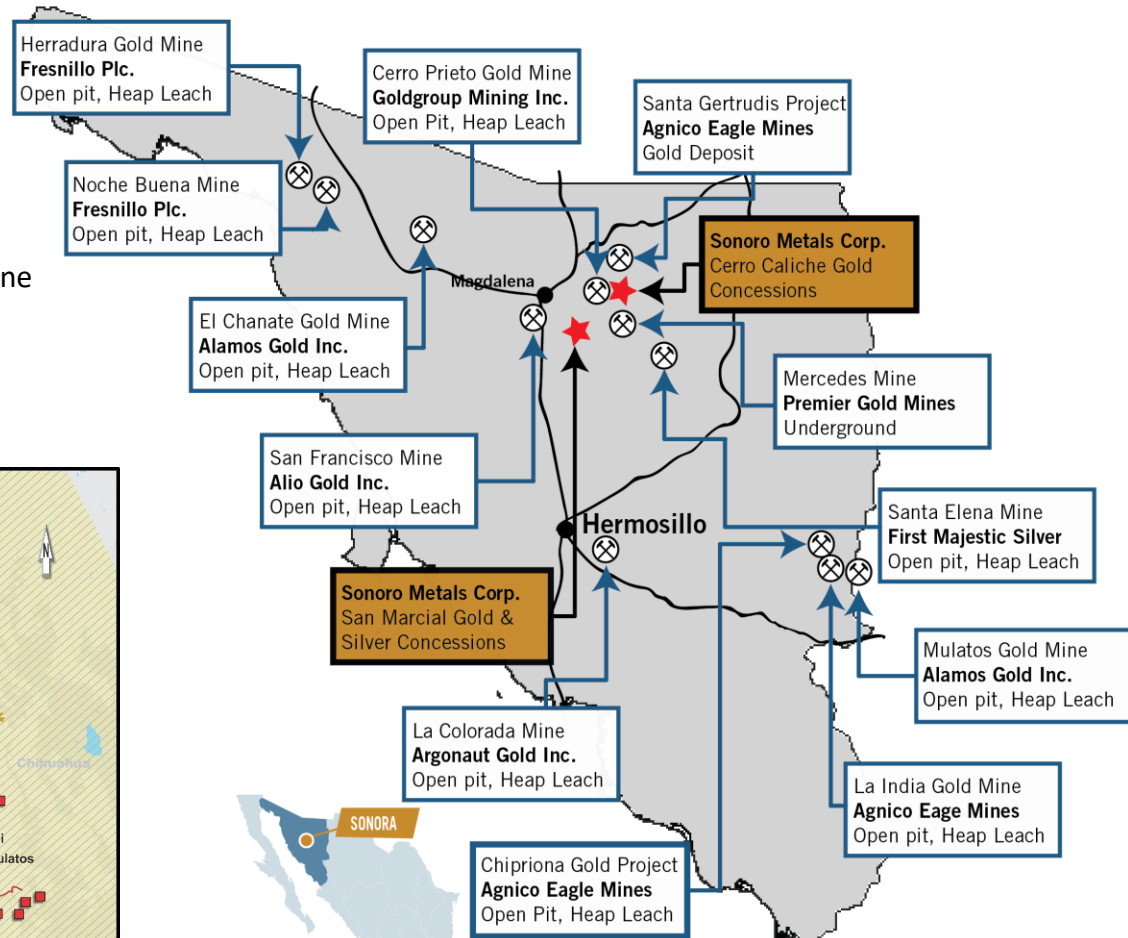 Herradura Gold Mine
Fresnillo Plc.
Open pit, Heap Leach
Cerro Prieto Gold Mine
Goldgroup Mining Inc.
Open Pit, Heap Leach
Santa Gertrudis Project
Agnico Eagle Mines
Gold Deposit
Noche Buena Mine
Fresnillo Plc.
Open pit, Heap Leach
Sonoro Metals Corp.
Cerro Caliche Gold
Concessions
ne
Magdalena
El Chanate Gold Mine
Alamos Gold Inc.
Open pit, Heap Leach
Mercedes Mine
Premier Gold Mines
Underground
San Francisco Mine
Alio Gold Inc.
Open pit, Heap Leach
Santa Elena Mine
First Majestic Silver
Open pit, Heap Leach
Hermosillo
N
Sonoro Metals Corp.
San Marcial Gold &
Silver Concessions
Mulatos Gold Mine
Alamos Gold Inc.
Open pit, Heap Leach
La Colorada Mine
Argonaut Gold Inc.
Open pit, Heap Leach
La India Gold Mine
Agnico Eage Mines
Open pit, Heap Leach
Chihuahua
i
ulatos
SONORA
Chipriona Gold Project
Agnico Eagle Mines
Open Pit, Heap Leach